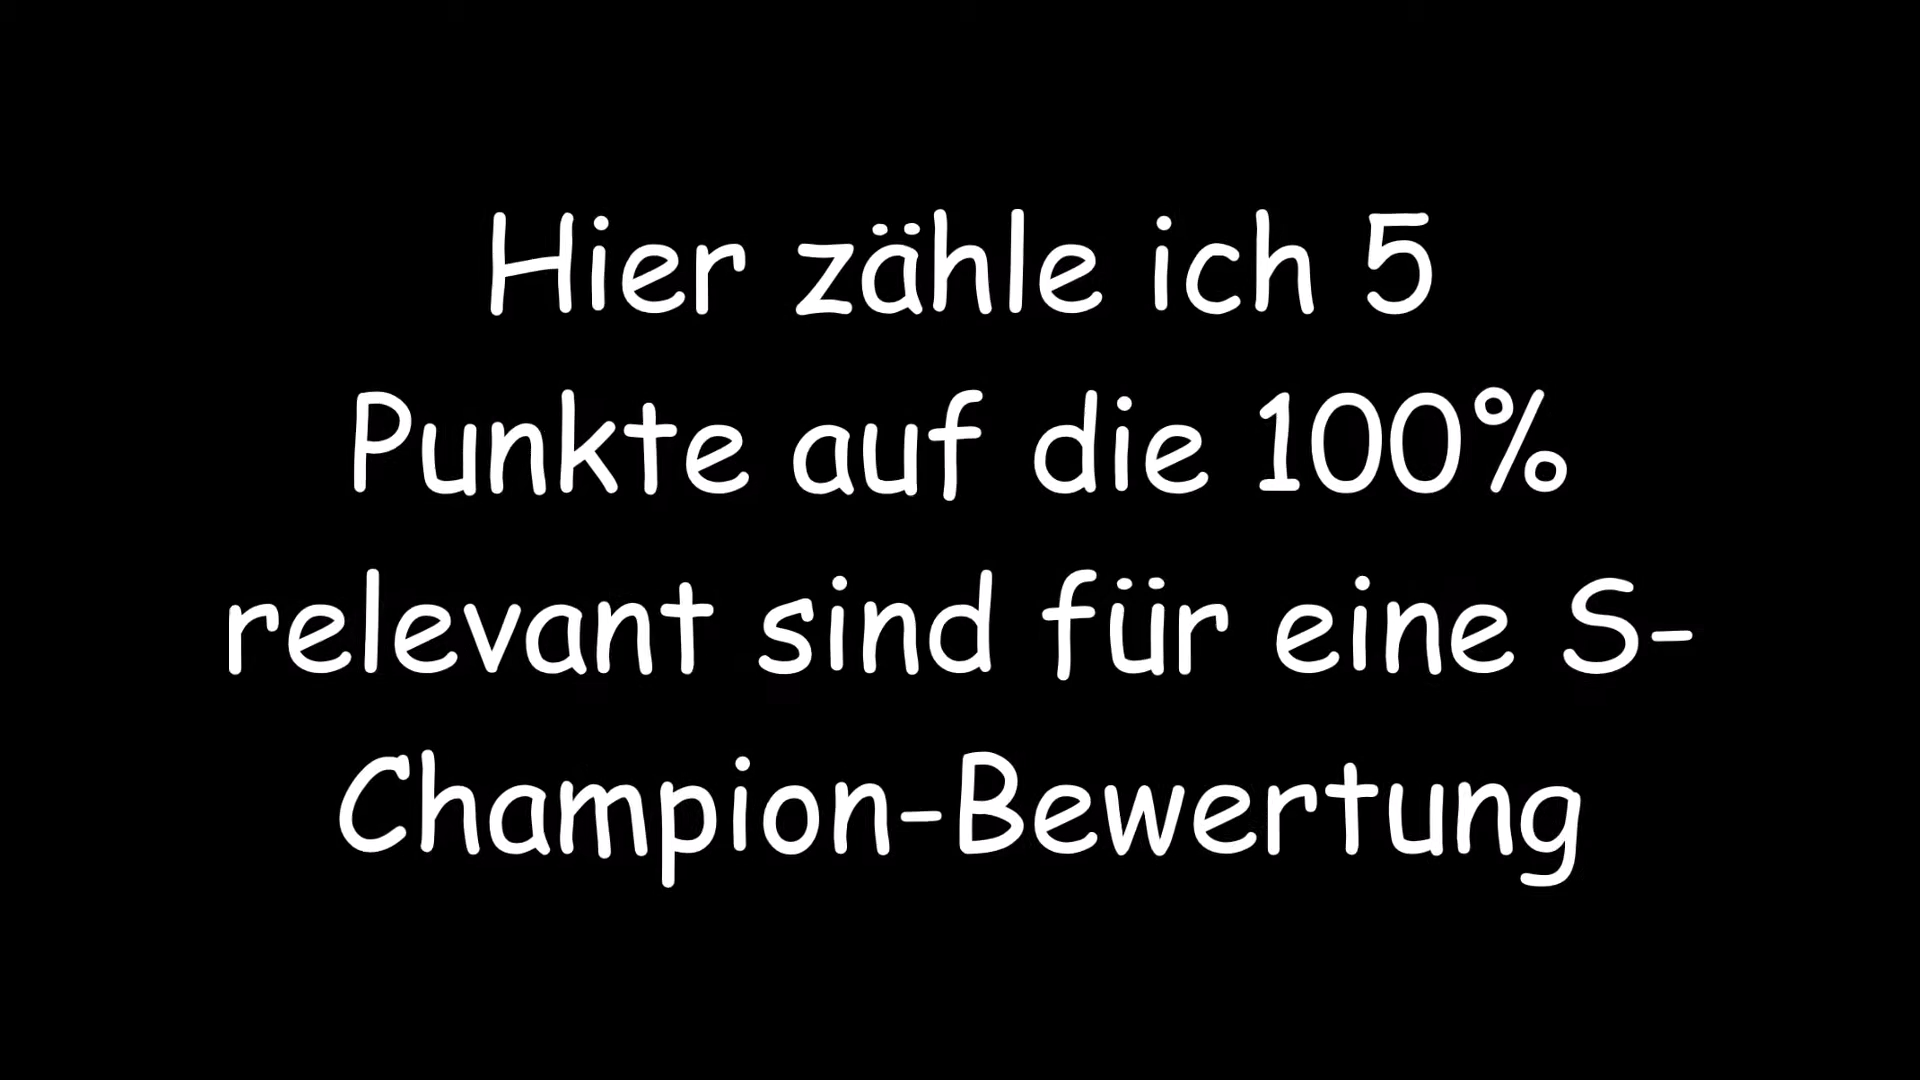 Hier zähle ich 5
Punkte auf die 100%
relevant sind für eine S-
Champion-Bewertung